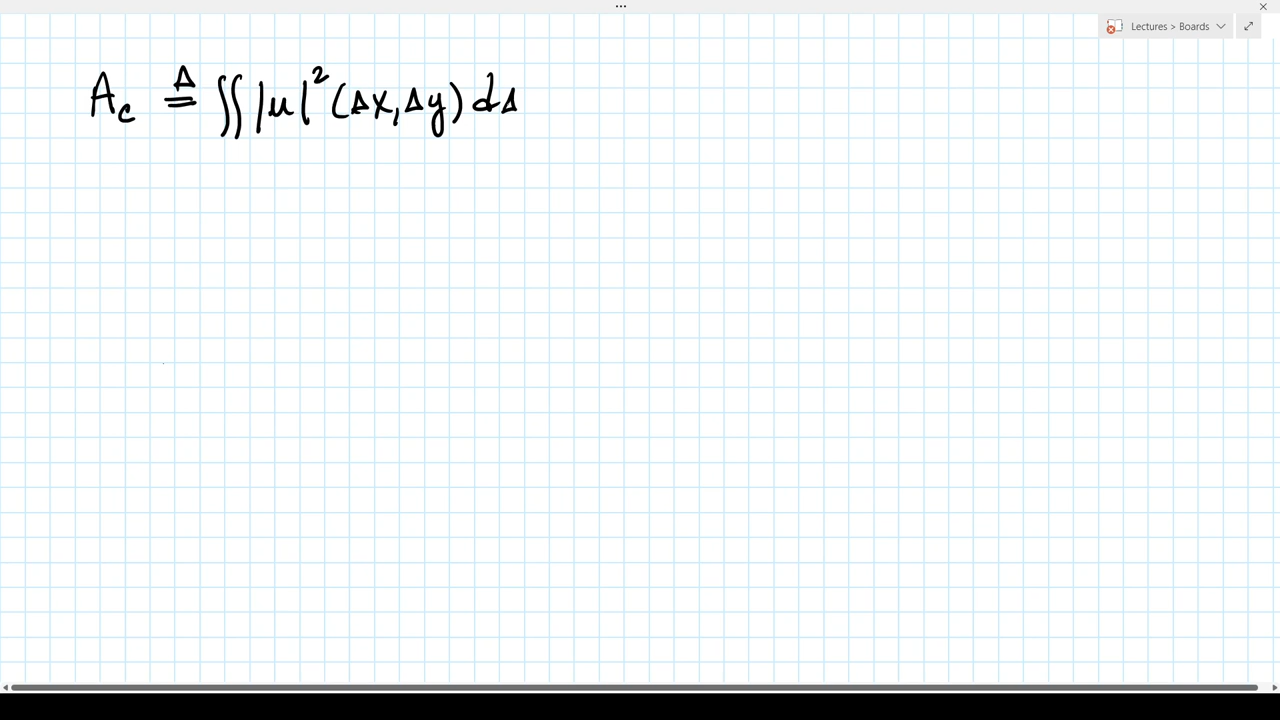 Lectures > Boards
A_c ≜ ∬ |μ|² (Δx, Δy) dΔ